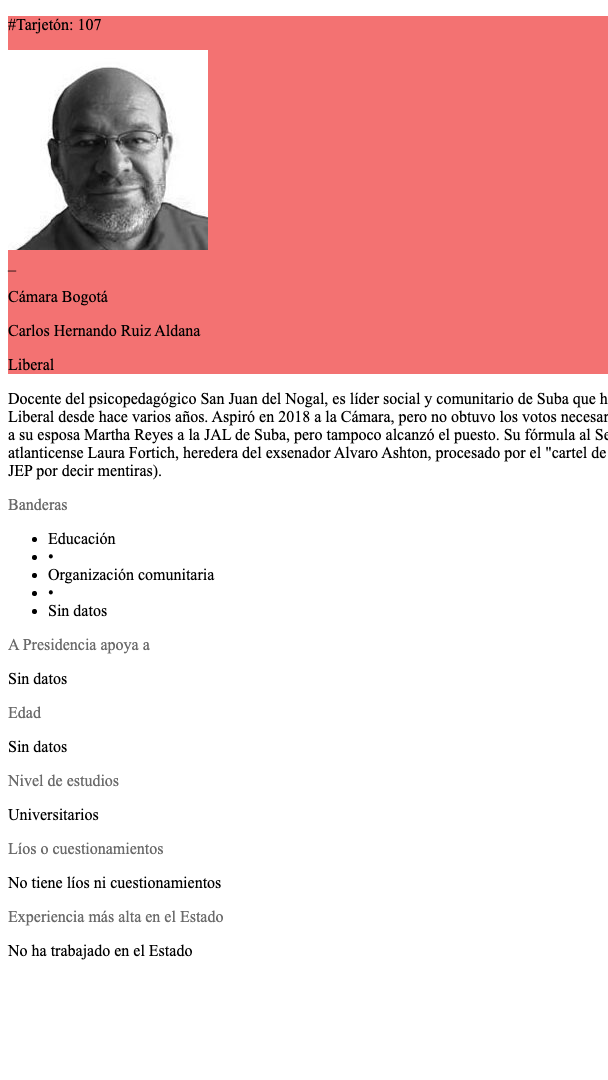 #Tarjetón: 107
_
Cámara Bogotá
Carlos Hernando Ruiz Aldana
Liberal
Docente del psicopedagógico San Juan del Nogal, es líder social y comunitario de Suba que h
Liberal desde hace varios años. Aspiró en 2018 a la Cámara, pero no obtuvo los votos necesar
a su esposa Martha Reyes a la JAL de Suba, pero tampoco alcanzó el puesto. Su fórmula al Se
atlanticense Laura Fortich, heredera del exsenador Alvaro Ashton, procesado por el "cartel de
JEP por decir mentiras).
Banderas
• Educación
• •
• Organización comunitaria
• •
• Sin datos
A Presidencia apoya a
Sin datos
Edad
Sin datos
Nivel de estudios
Universitarios
Líos o cuestionamientos
No tiene líos ni cuestionamientos
Experiencia más alta en el Estado
No ha trabajado en el Estado